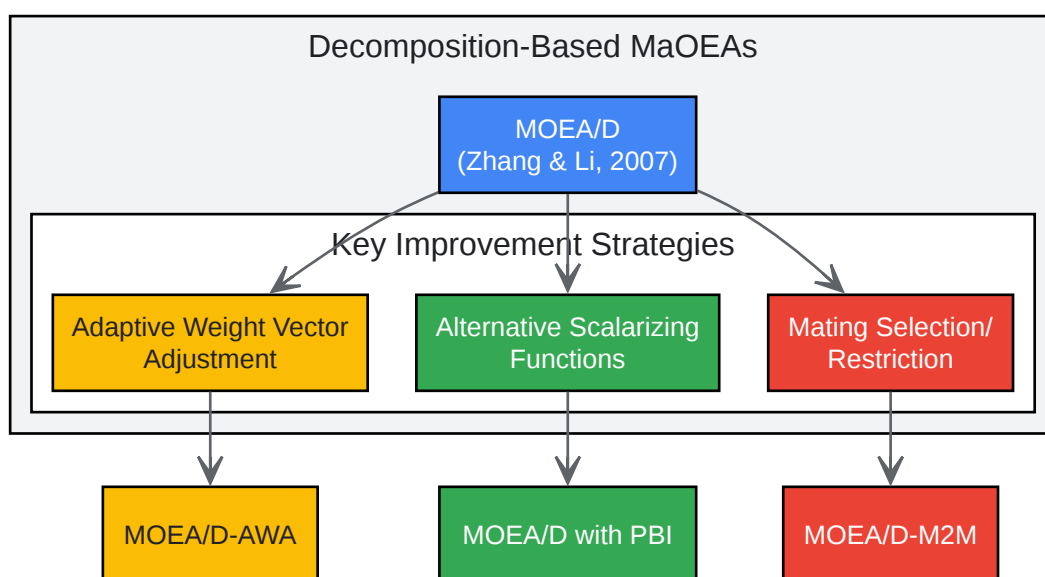 Decomposition-Based MaOEAs
MOEA/D
(Zhang & Li, 2007)
Key Improvement Strategies
Adaptive Weight Vector
Adjustment
Alternative Scalarizing
Functions
Mating Selection/
Restriction
MOEA/D-AWA
MOEA/D with PBI
MOEA/D-M2M